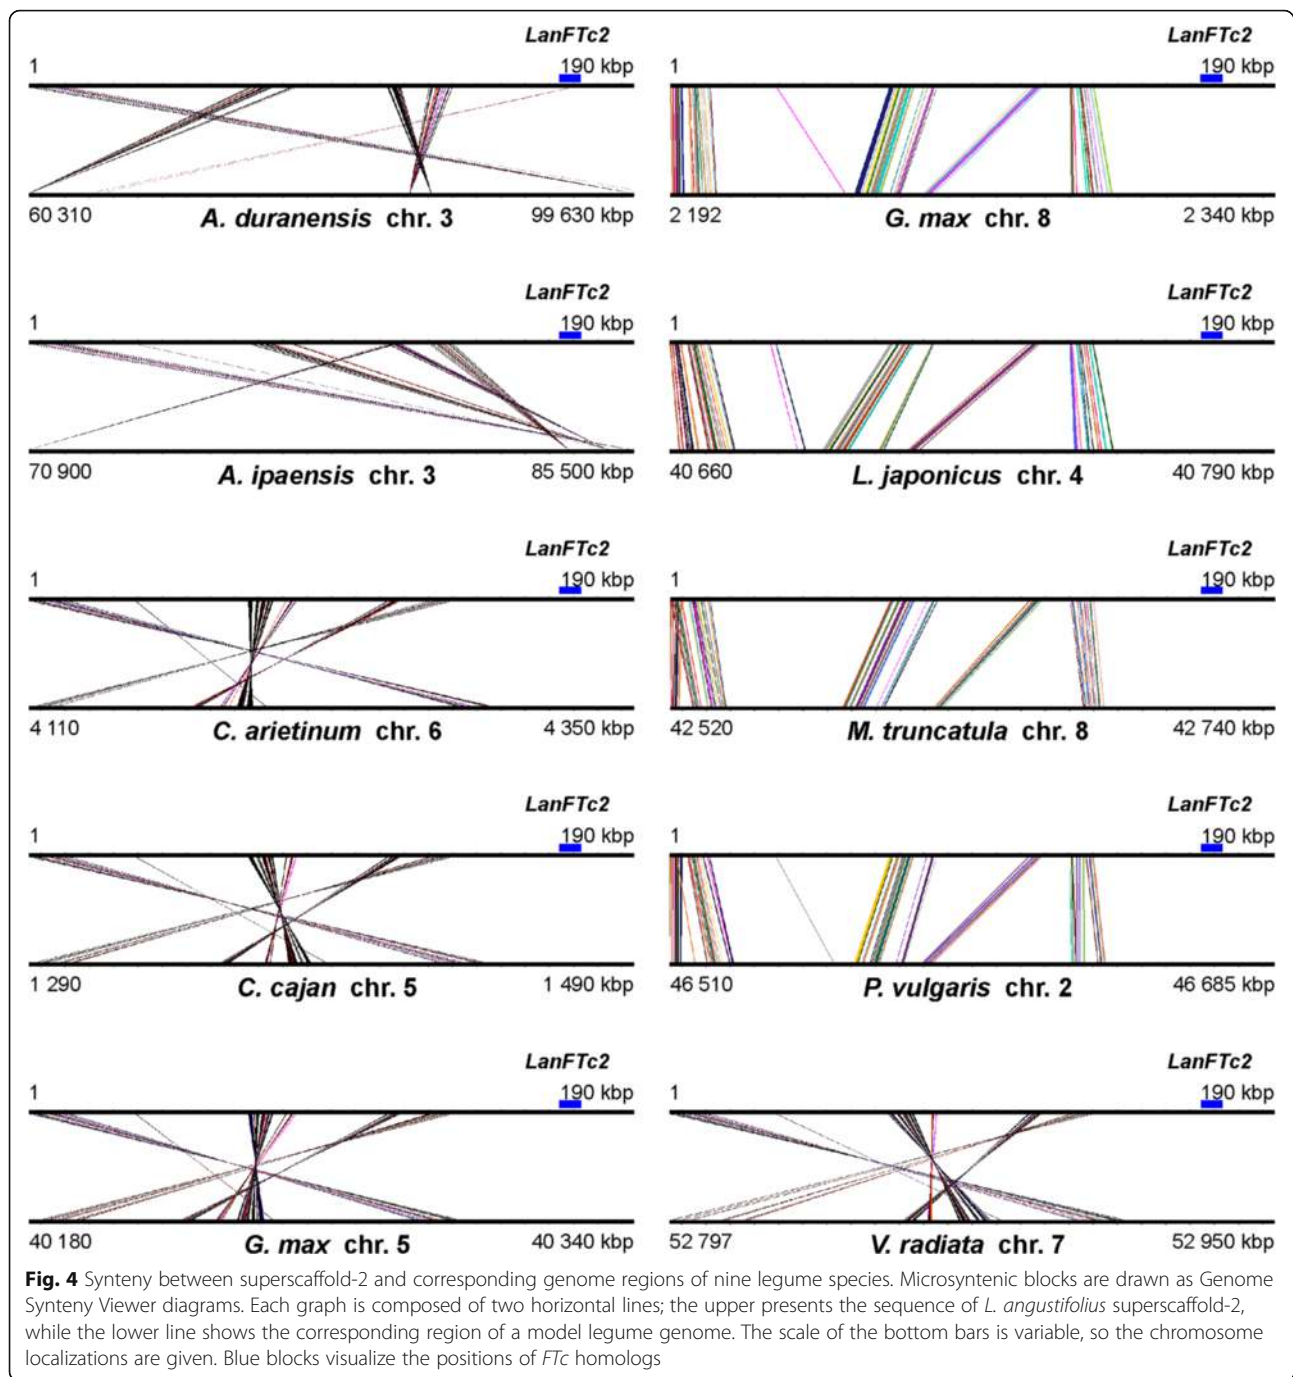 LanFTc2
1 190 kbp
60 310 A. duranensis chr. 3 99 630 kbp
LanFTc2
1 190 kbp
2 192 G. max chr. 8 2 340 kbp
LanFTc2
1 190 kbp
70 900 A. ipaensis chr. 3 85 500 kbp
LanFTc2
1 190 kbp
40 660 L. japonicus chr. 4 40 790 kbp
LanFTc2
1 190 kbp
4 110 C. arietinum chr. 6 4 350 kbp
LanFTc2
1 190 kbp
42 520 M. truncatula chr. 8 42 740 kbp
LanFTc2
1 190 kbp
1 290 C. cajan chr. 5 1 490 kbp
LanFTc2
1 190 kbp
46 510 P. vulgaris chr. 2 46 685 kbp
LanFTc2
1 190 kbp
40 180 G. max chr. 5 40 340 kbp
LanFTc2
1 190 kbp
52 797 V. radiata chr. 7 52 950 kbp
Fig. 4 Synteny between superscaffold-2 and corresponding genome regions of nine legume species. Microsyntenic blocks are drawn as Genome
Synteny Viewer diagrams. Each graph is composed of two horizontal lines; the upper presents the sequence of L. angustifolius superscaffold-2,
while the lower line shows the corresponding region of a model legume genome. The scale of the bottom bars is variable, so the chromosome
localizations are given. Blue blocks visualize the positions of FTc homologs